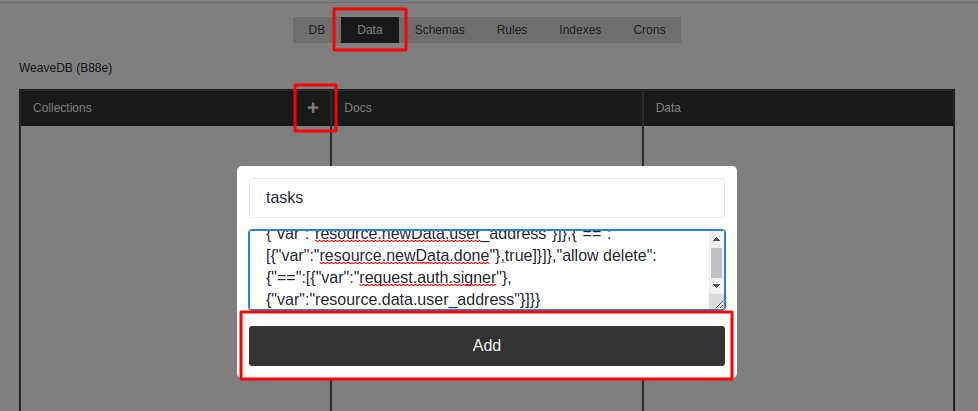 DB Data Schemas Rules Indexes Crons
WeaveDB (B88e)
Collections + Docs Data
tasks
{"var":"resource.newData.user_address"}]},{"==":
[{"var":"resource.newData.done"},true]}]},"allow delete":
{"==":[{"var":"request.auth.signer"},
{"var":"resource.data.user_address"}]}}
Add